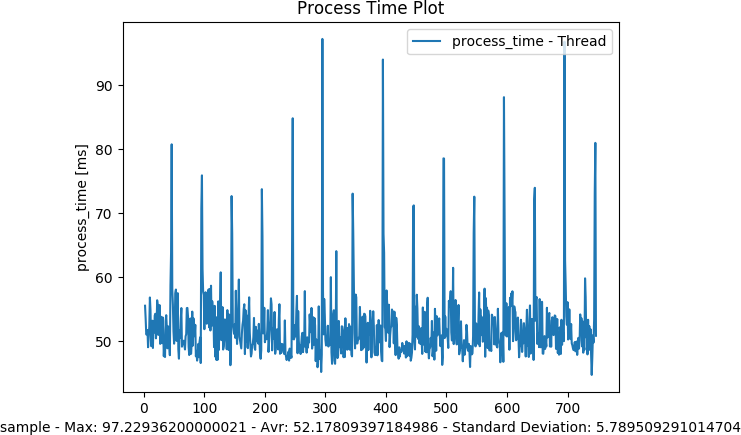 Process Time Plot
process_time - Thread
process_time [ms]
90
80
70
60
50
0 100 200 300 400 500 600 700
sample - Max: 97.22936200000021 - Avr: 52.17809397184986 - Standard Deviation: 5.789509291014704